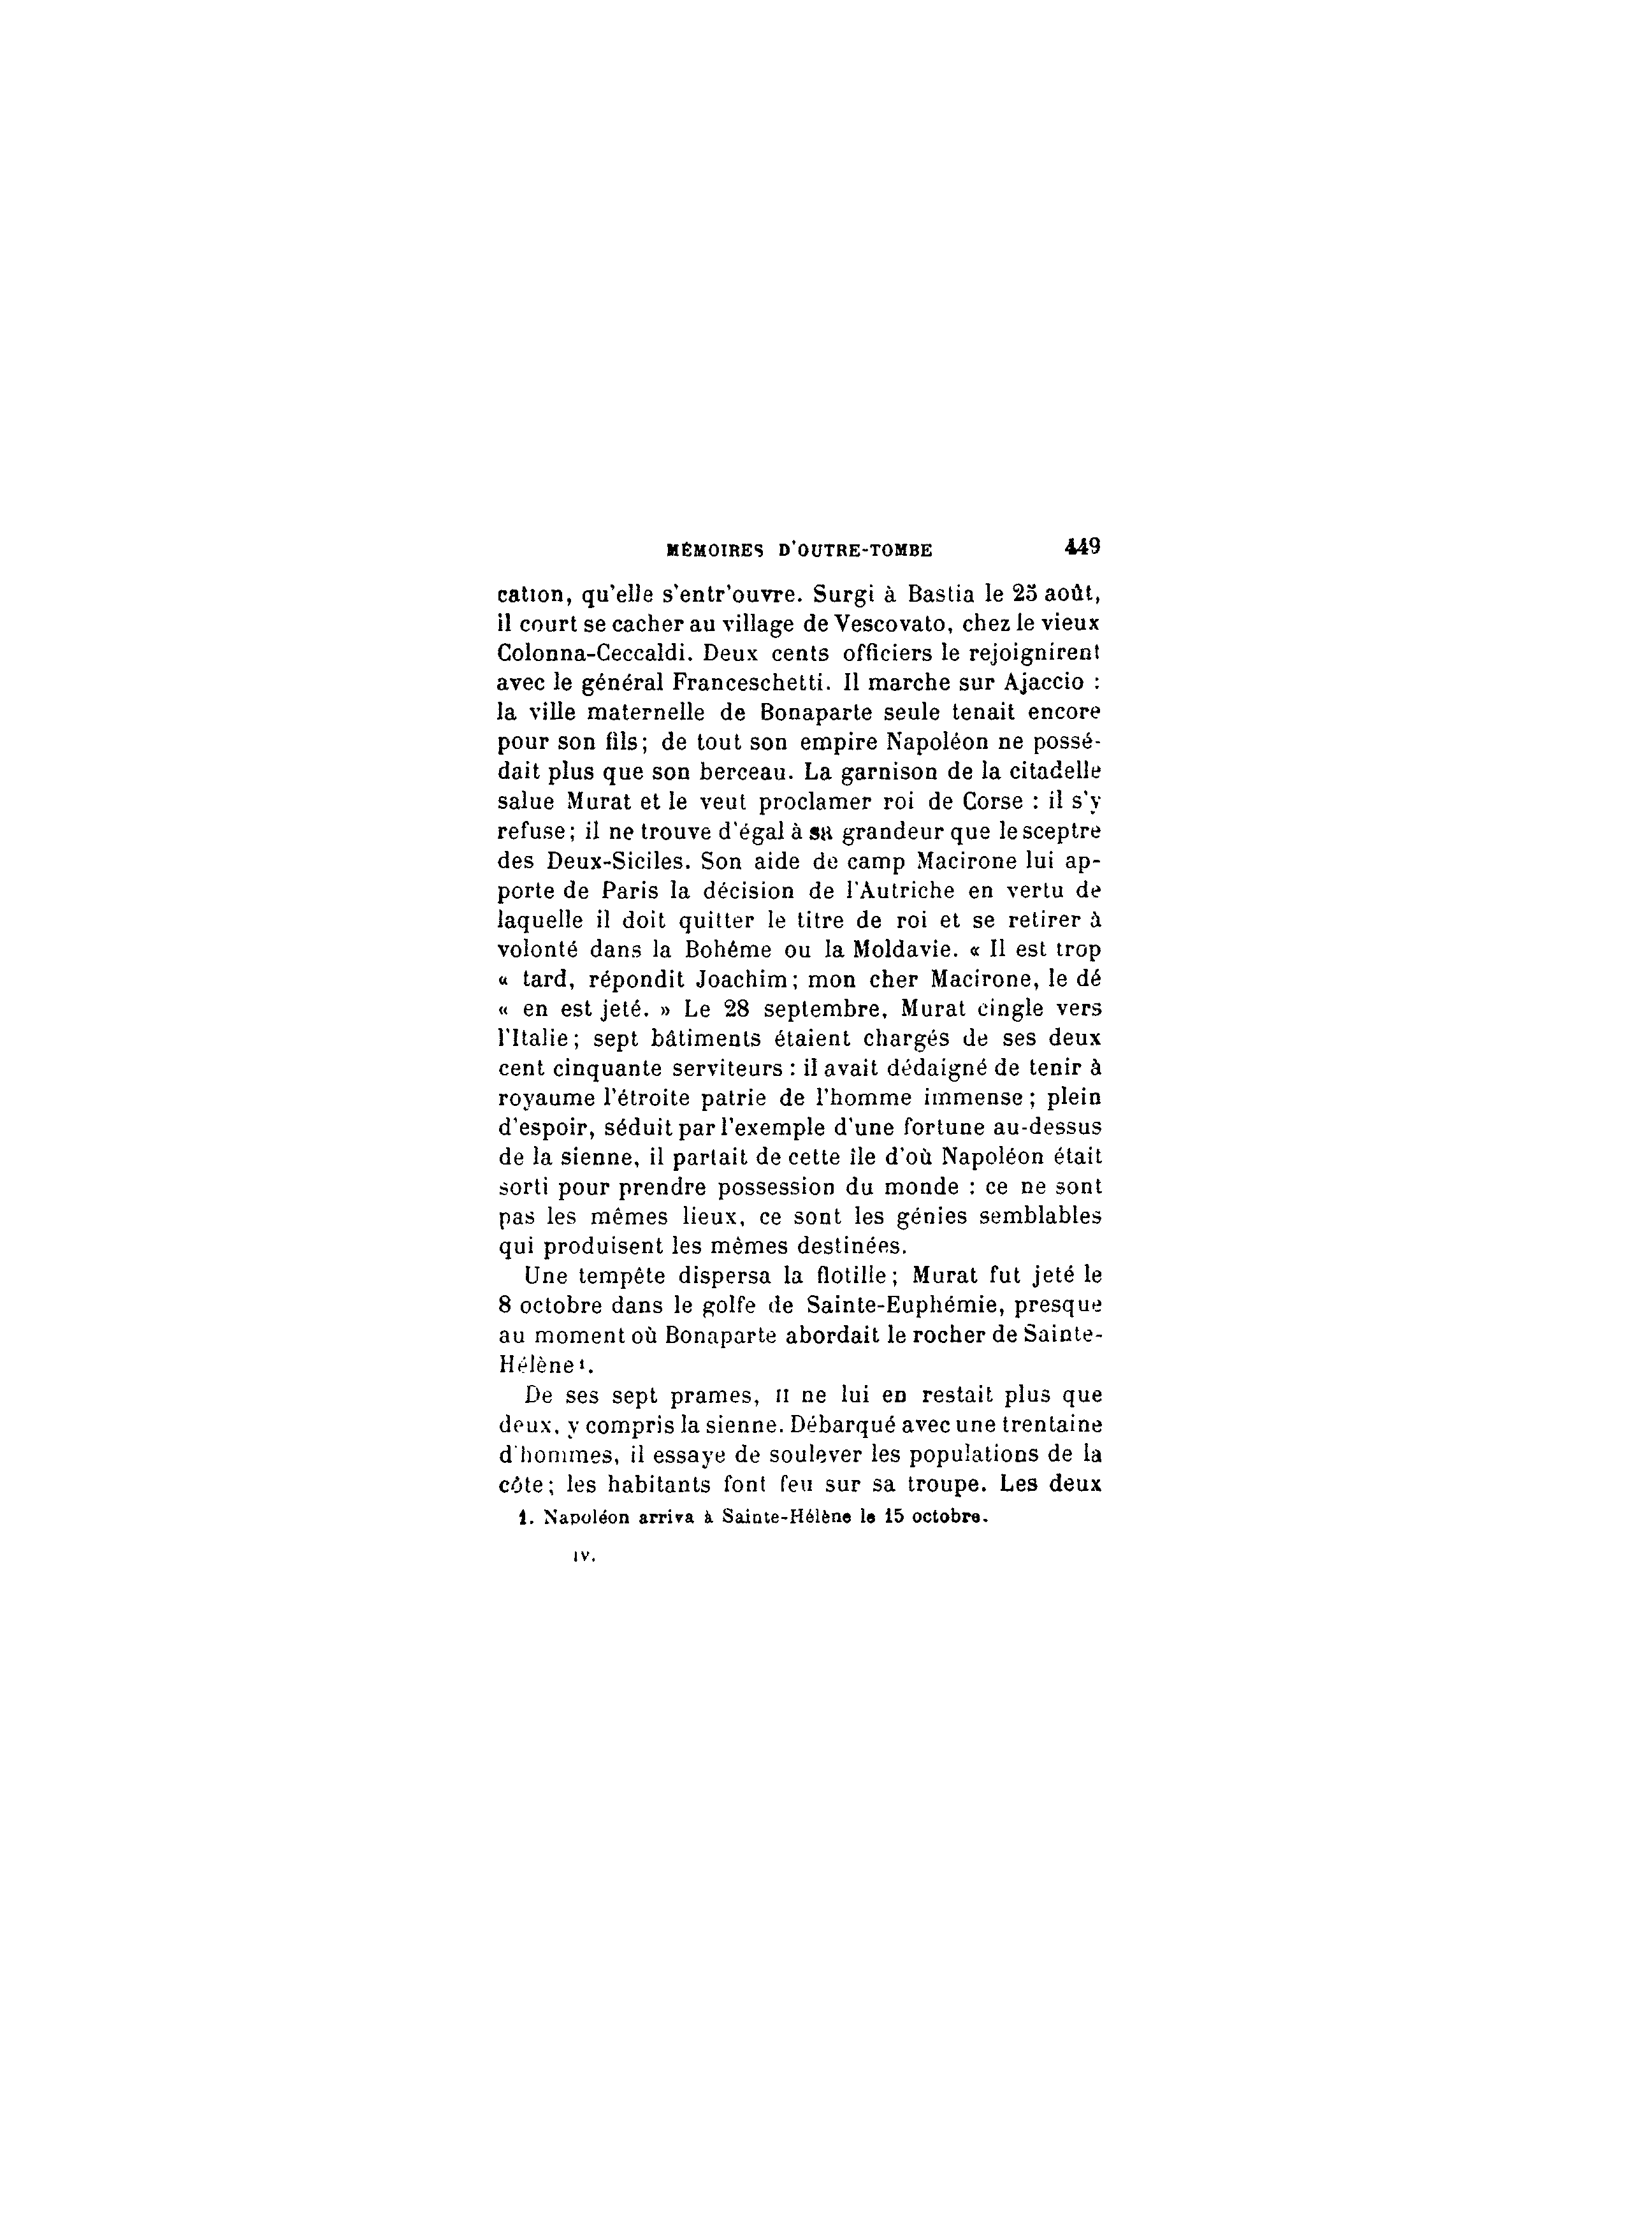 MÉMOIRES D'OUTRE-TOMBE 449
cation, qu'elle s'entr'ouvre. Surgi à Bastia le 25 août,
il court se cacher au village de Vescovato, chez le vieux
Colonna-Ceccaldi. Deux cents officiers le rejoignirent
avec le général Franceschetti. Il marche sur Ajaccio :
la ville maternelle de Bonaparte seule tenait encore
pour son fils; de tout son empire Napoléon ne possé-
dait plus que son berceau. La garnison de la citadelle
salue Murat et le veut proclamer roi de Corse : il s'y
refuse; il ne trouve d'égal à sa grandeur que le sceptre
des Deux-Siciles. Son aide de camp Macirone lui ap-
porte de Paris la décision de l'Autriche en vertu de
laquelle il doit quitter le titre de roi et se retirer à
volonté dans la Bohême ou la Moldavie. « Il est trop
« tard, répondit Joachim; mon cher Macirone, le dé
« en est jeté. » Le 28 septembre, Murat cingle vers
l'Italie; sept bâtiments étaient chargés de ses deux
cent cinquante serviteurs : il avait dédaigné de tenir à
royaume l'étroite patrie de l'homme immense; plein
d'espoir, séduit par l'exemple d'une fortune au-dessus
de la sienne, il partait de cette île d'où Napoléon était
sorti pour prendre possession du monde : ce ne sont
pas les mêmes lieux, ce sont les génies semblables
qui produisent les mêmes destinées.
Une tempête dispersa la flotille; Murat fut jeté le
8 octobre dans le golfe de Sainte-Euphémie, presque
au moment où Bonaparte abordait le rocher de Sainte-
Hélène¹.
De ses sept prames, il ne lui en restait plus que
deux, y compris la sienne. Débarqué avec une trentaine
d'hommes, il essaye de soulever les populations de la
côte; les habitants font feu sur sa troupe. Les deux
1. Napoléon arriva à Sainte-Hélène le 15 octobre.
IV.